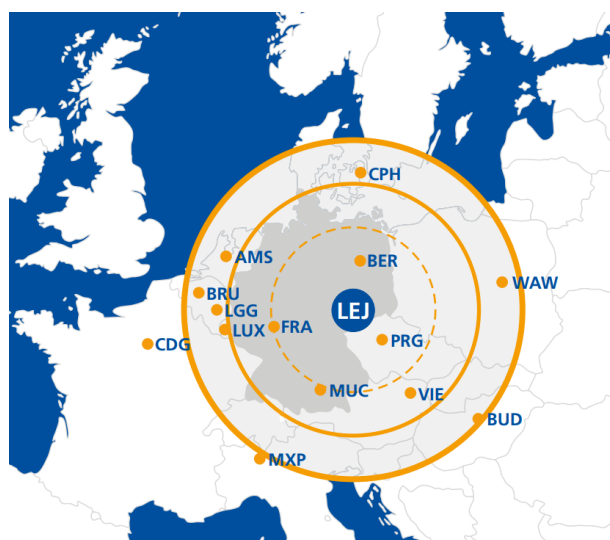 CPH
AMS
BER
WAW
BRU
LGG
LEJ
LUX
FRA
PRG
CDG
MUC
VIE
BUD
MXP